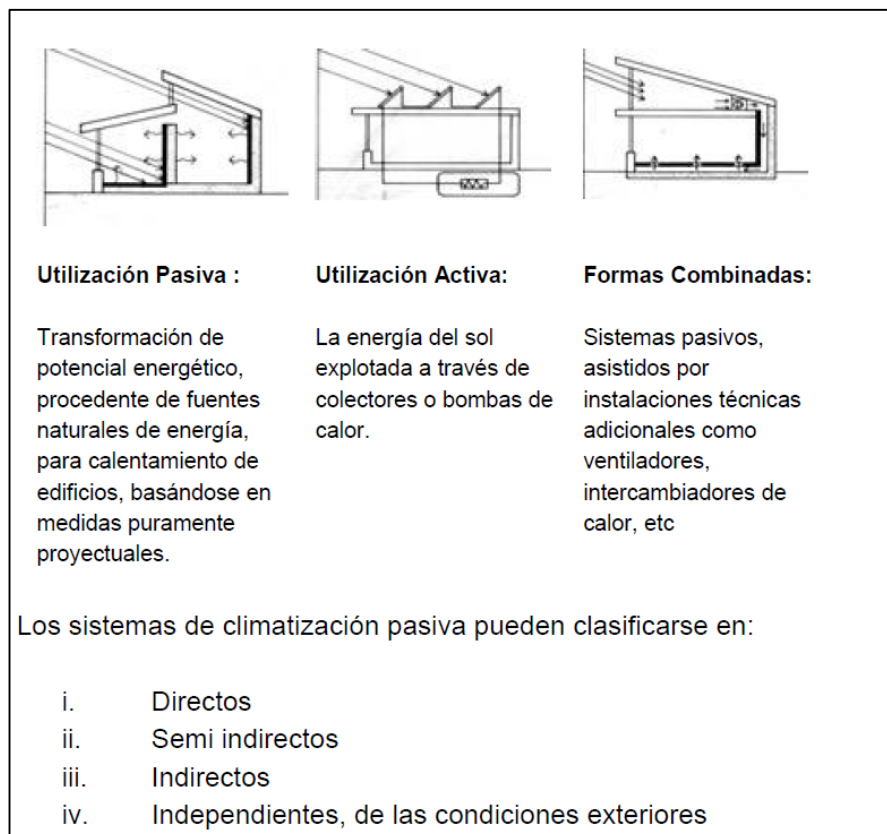 Utilización Pasiva :
Transformación de
potencial energético,
procedente de fuentes
naturales de energía,
para calentamiento de
edificios, basándose en
medidas puramente
proyectuales.
Utilización Activa:
La energía del sol
explotada a través de
colectores o bombas de
calor.
Formas Combinadas:
Sistemas pasivos,
asistidos por
instalaciones técnicas
adicionales como
ventiladores,
intercambiadores de
calor, etc
Los sistemas de climatización pasiva pueden clasificarse en:
i. Directos
ii. Semi indirectos
iii. Indirectos
iv. Independientes, de las condiciones exteriores